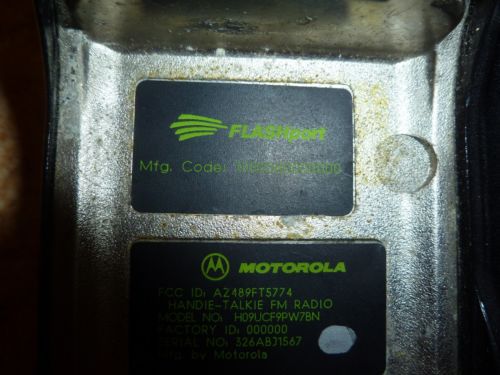 FLASHport
Mfg. Code:
MOTOROLA
FCC ID: AZ489FT5774
HANDIE-TALKIE FM RADIO
MODEL NO: H09UCF9PW7BN
FACTORY ID: 000000
SERIAL NO: 326ABJ1567
Mfg by Motorola